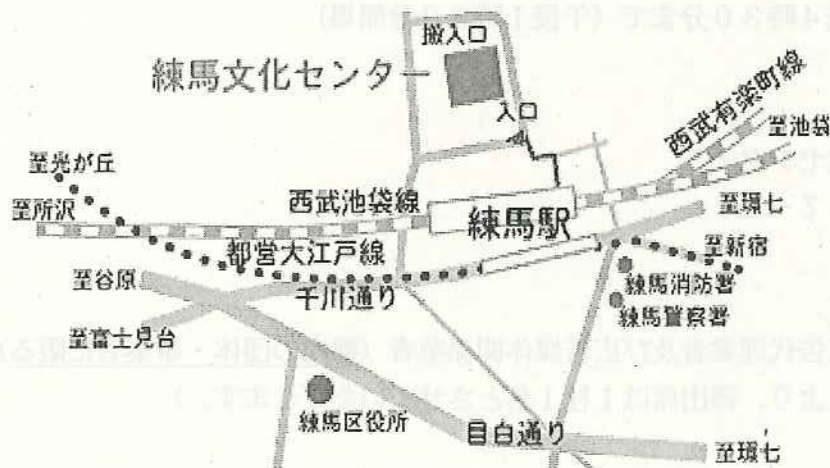 搬入口
練馬文化センター
入口
西武有楽町線
至池袋
至光が丘
至所沢
西武池袋線
練馬駅
至環七
都営大江戸線
至新宿
至谷原
千川通り
練馬消防署
練馬警察署
至富士見台
練馬区役所
目白通り
至環七